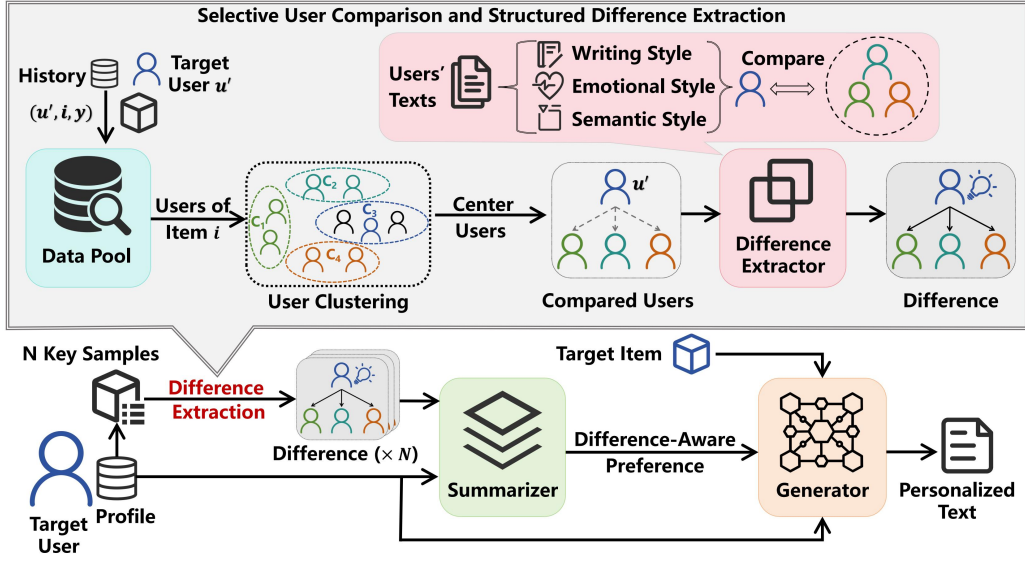 Selective User Comparison and Structured Difference Extraction
History
(u', i, y)
Target
User u'
Users'
Texts
Writing Style
Emotional Style
Semantic Style
Compare
Data Pool
Users of
Item i
C1
C2
C3
C4
User Clustering
Center
Users
u'
Compared Users
Difference
Extractor
Difference
N Key Samples
Difference
Extraction
Difference (× N)
Target Item
Summarizer
Difference-Aware
Preference
Generator
Personalized
Text
Profile
Target
User